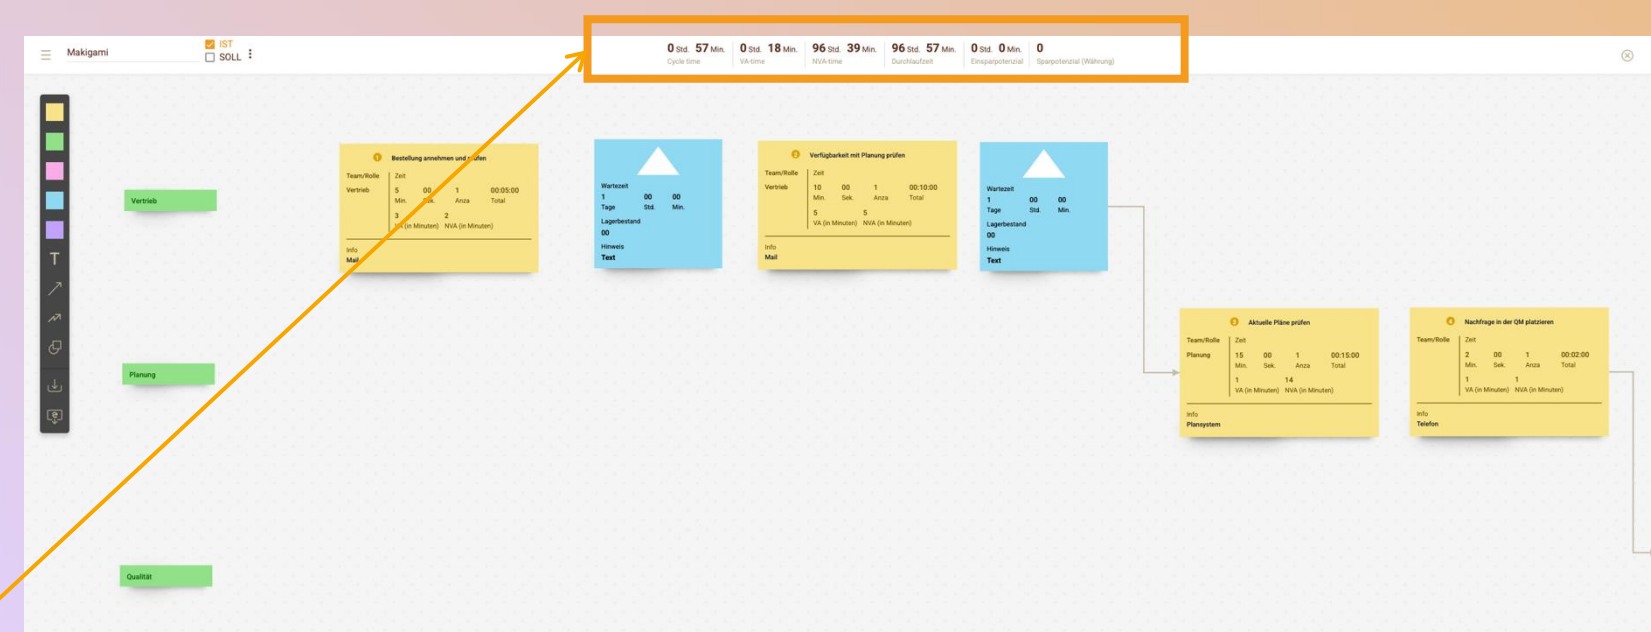 Makigami
IST
SOLL
0 Std. 57 Min.
Cycle time
0 Std. 18 Min.
VA-time
96 Std. 39 Min.
NVA-time
96 Std. 57 Min.
Durchlaufzeit
0 Std. 0 Min.
Einsparpotenzial
0
Sparpotenzial (Währung)
T
Vertrieb
Planung
Qualität
1 Bestellung annehmen und prüfen
Team/Rolle Zeit
Vertrieb 5 00 1 00:05:00
Min. Sek. Anza Total
3 2
VA (in Minuten) NVA (in Minuten)
Info
Mail
Wartezeit
1 00 00
Tage Std. Min.
Lagerbestand
00
Hinweis
Text
2 Verfügbarkeit mit Planung prüfen
Team/Rolle Zeit
Vertrieb 10 00 1 00:10:00
Min. Sek. Anza Total
5 5
VA (in Minuten) NVA (in Minuten)
Info
Mail
Wartezeit
1 00 00
Tage Std. Min.
Lagerbestand
00
Hinweis
Text
3 Aktuelle Pläne prüfen
Team/Rolle Zeit
Planung 15 00 1 00:15:00
Min. Sek. Anza Total
1 14
VA (in Minuten) NVA (in Minuten)
Info
Plansystem
4 Nachfrage in der QM platzieren
Team/Rolle Zeit
2 00 1 00:02:00
Min. Sek. Anza Total
1 1
VA (in Minuten) NVA (in Minuten)
Info
Telefon